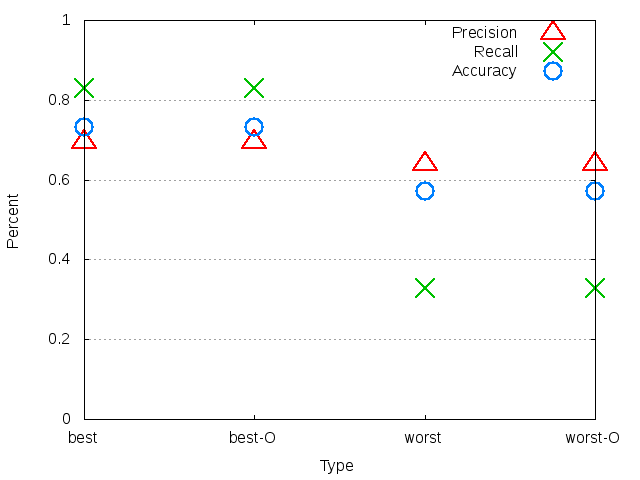 1
Precision
Recall
Accuracy
0.8
0.6
Percent
0.4
0.2
0
best best-O worst worst-O
Type